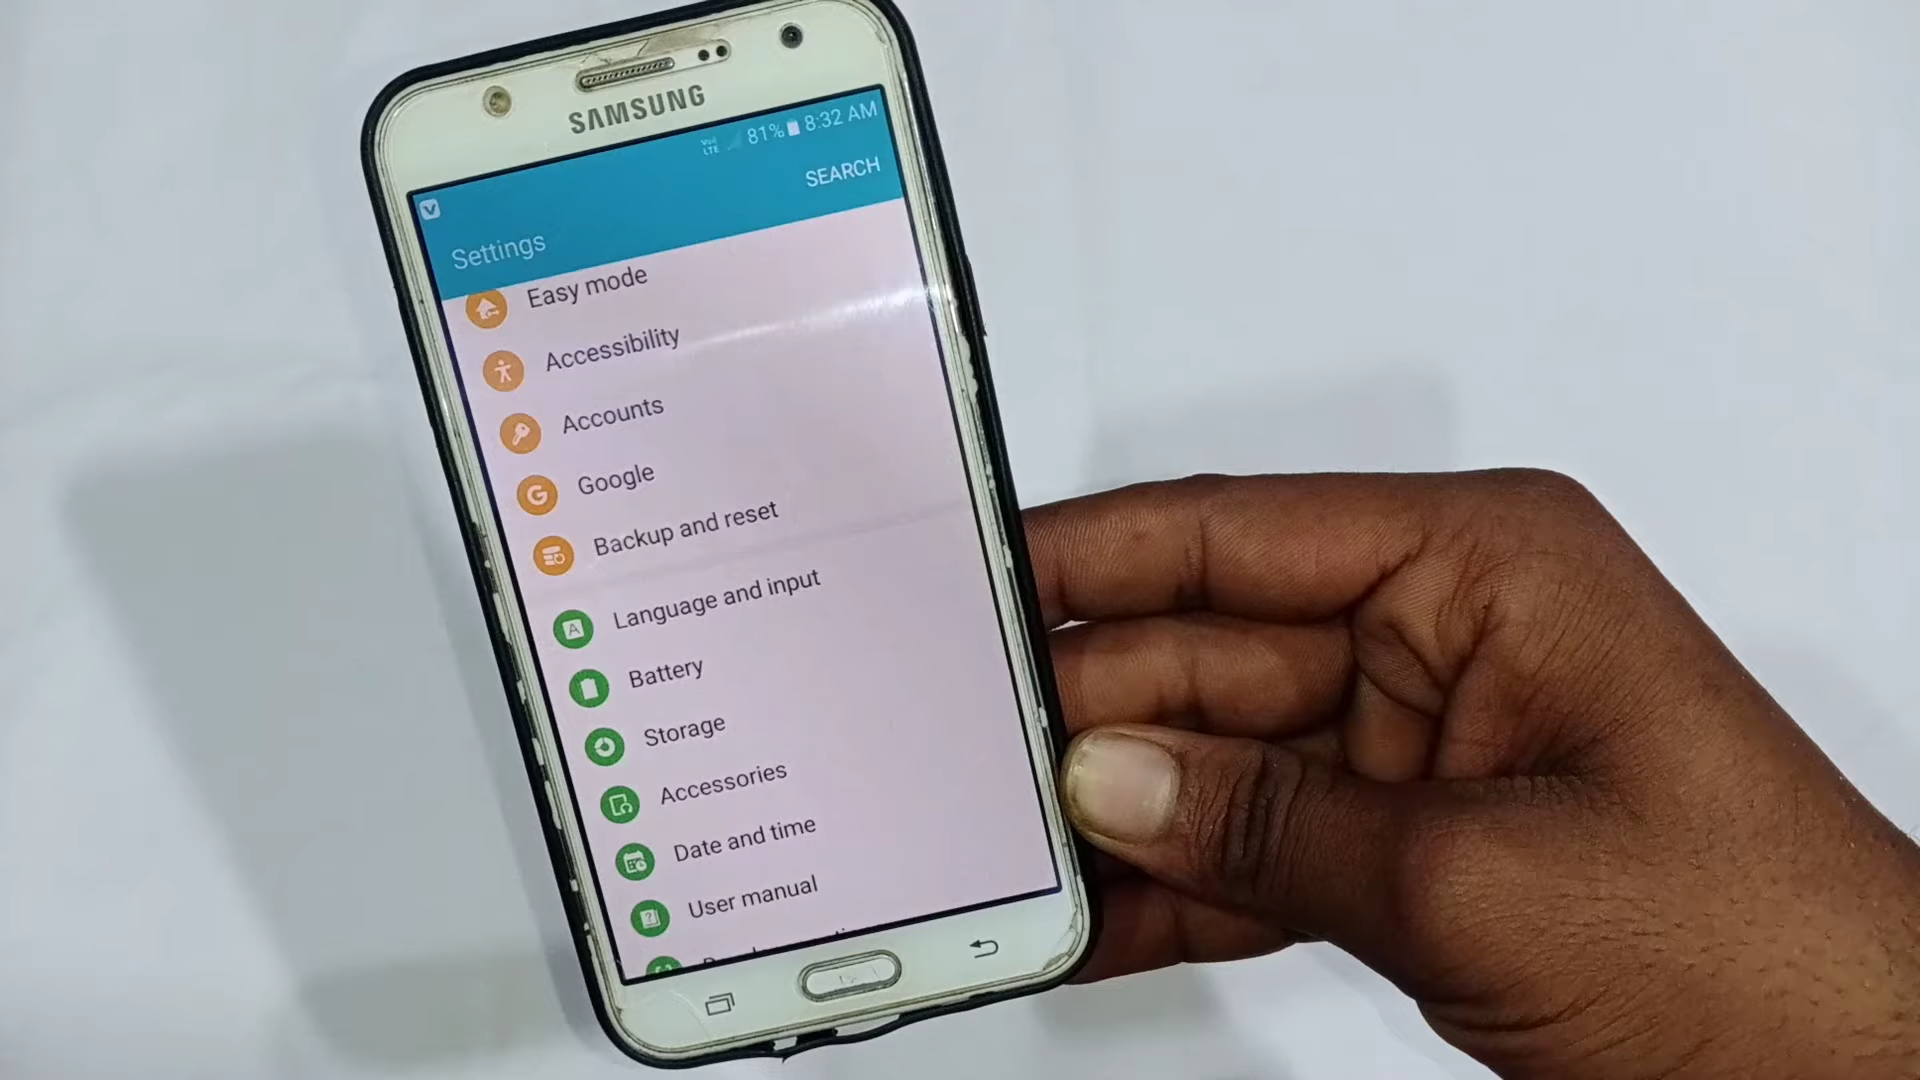 SAMSUNG
VoLTE 81% 8:32 AM
SEARCH
Settings
Easy mode
Accessibility
Accounts
Google
Backup and reset
Language and input
Battery
Storage
Accessories
Date and time
User manual